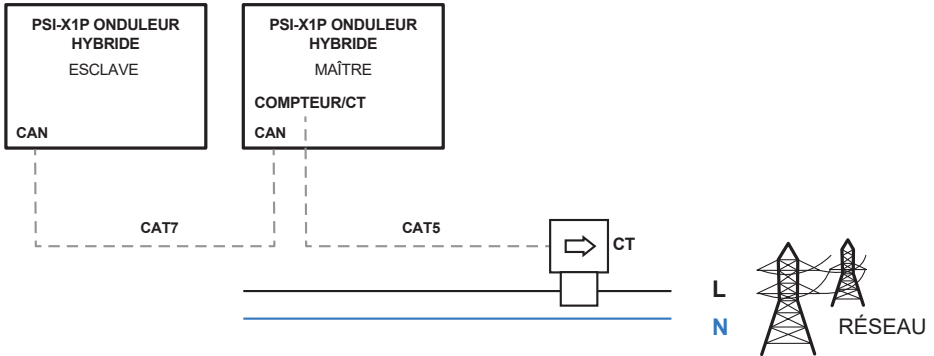 PSI-X1P ONDULEUR
HYBRIDE
ESCLAVE
CAN
PSI-X1P ONDULEUR
HYBRIDE
MAÎTRE
COMPTEUR/CT
CAN
CAT7
CAT5
CT
L
N
RÉSEAU